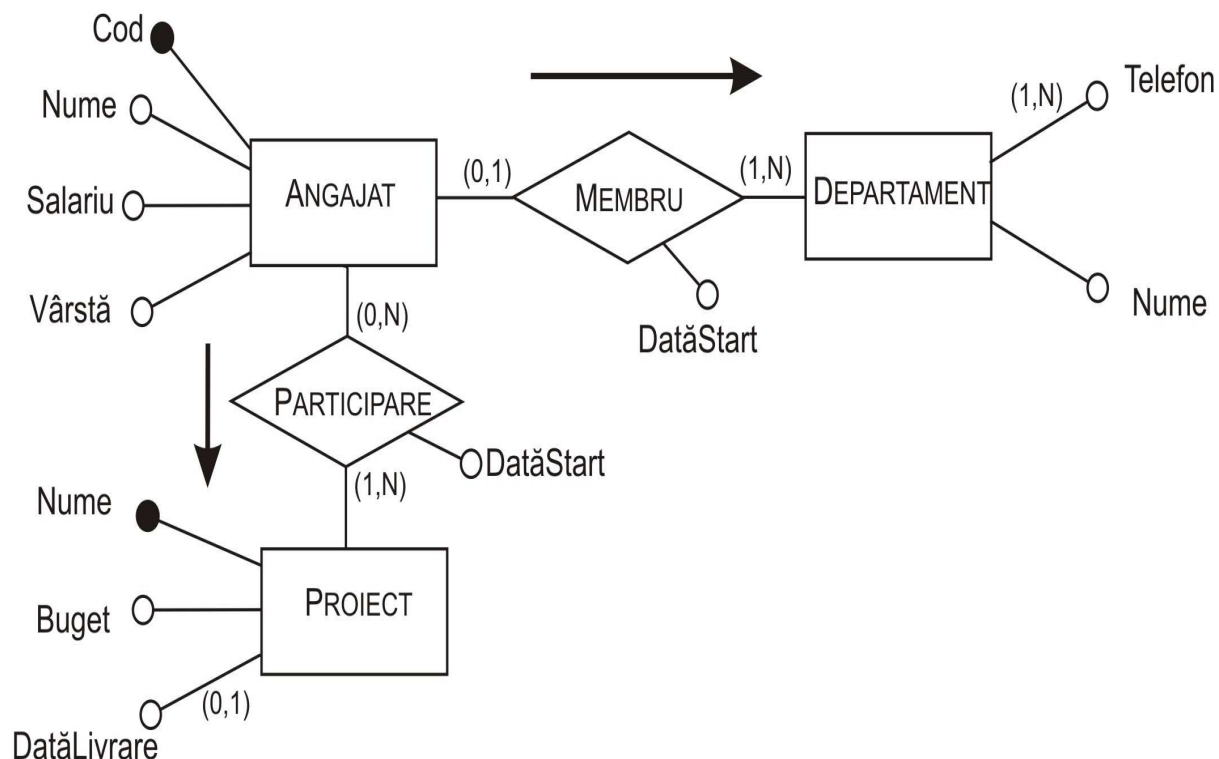 Cod
Nume
Salariu
Vârstă
ANGAJAT
(0,1)
MEMBRU
(1,N)
DEPARTAMENT
(1,N)
Telefon
Nume
DatăStart
(0,N)
PARTICIPARE
DatăStart
(1,N)
Nume
Buget
PROIECT
(0,1)
DatăLivrare